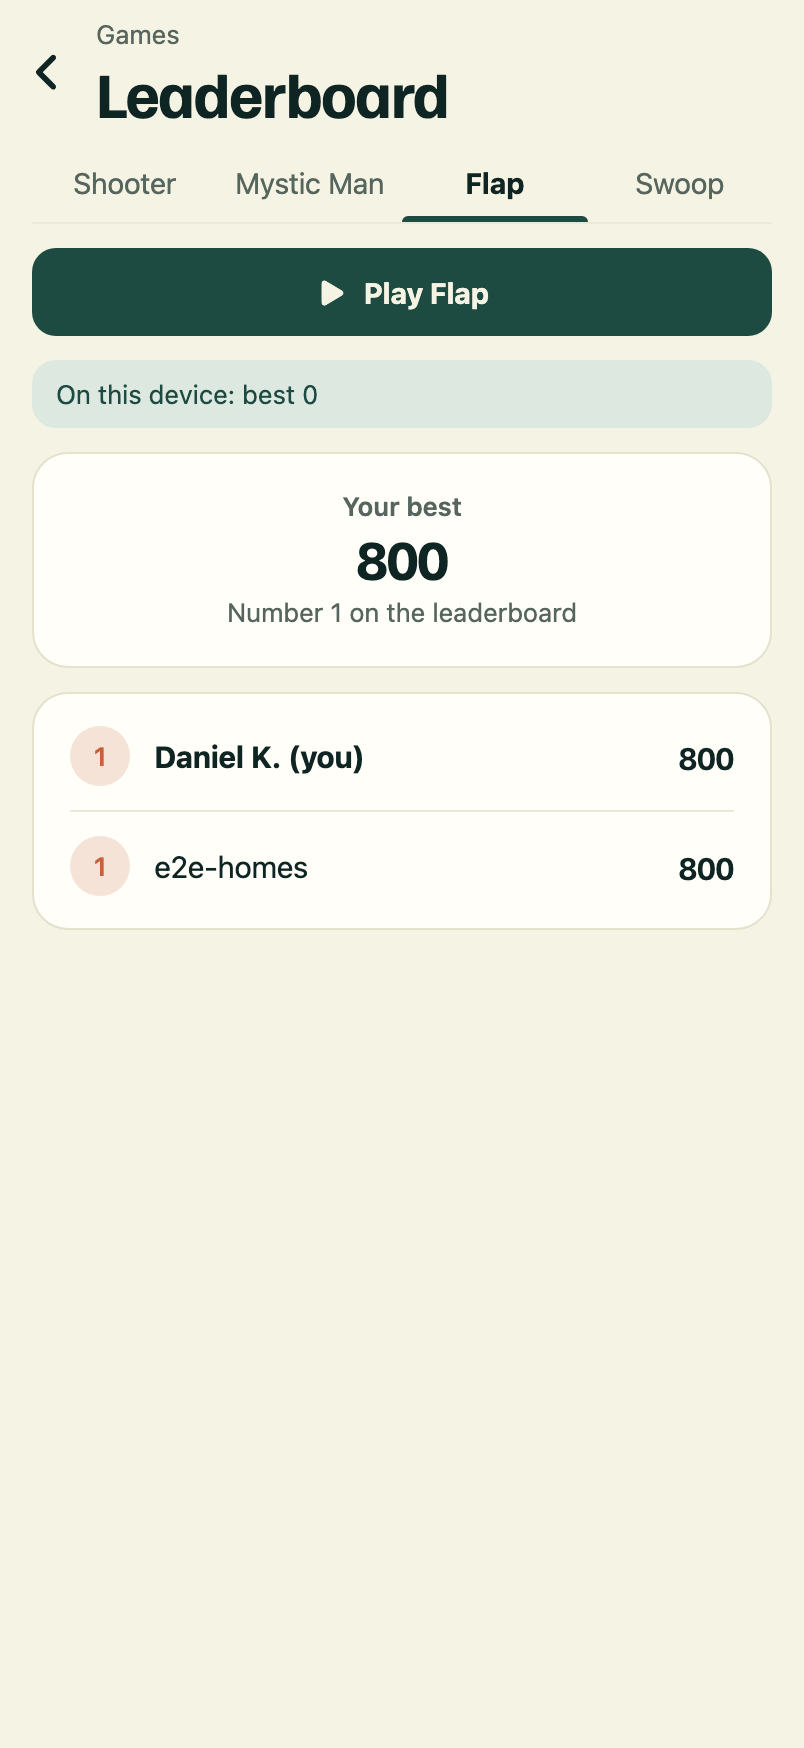 Games
Leaderboard
Shooter Mystic Man Flap Swoop
Play Flap
On this device: best 0
Your best
800
Number 1 on the leaderboard
1 Daniel K. (you) 800
1 e2e-homes 800